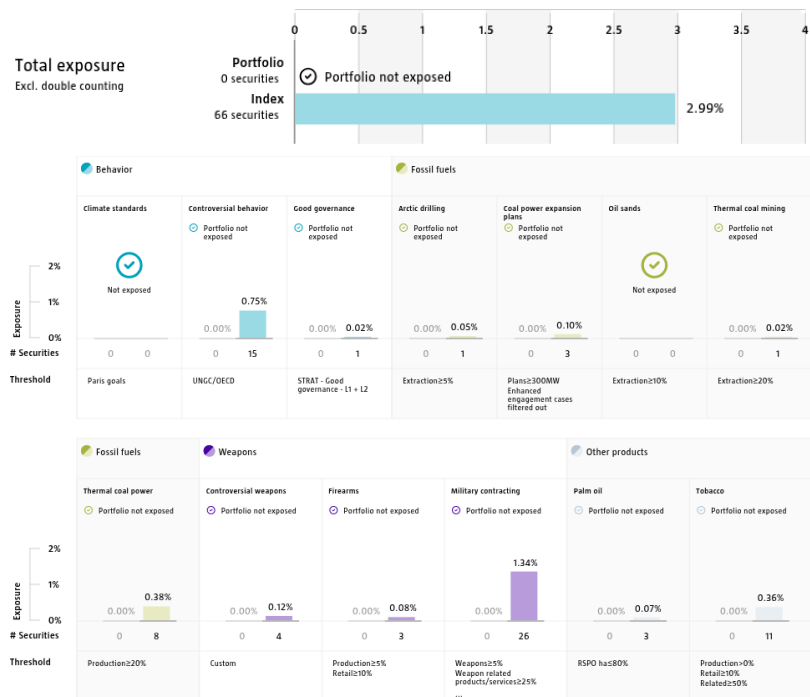 0 0.5 1 1.5 2 2.5 3 3.5 4
Total exposure
Excl. double counting
Portfolio
0 securities
Portfolio not exposed
Index
66 securities
2.99%
Behavior
Fossil fuels
Climate standards
Controversial behavior
Good governance
Arctic drilling
Coal power expansion
plans
Oil sands
Thermal coal mining
Portfolio not
exposed
Portfolio not
exposed
Portfolio not
exposed
Portfolio not
exposed
Portfolio not
exposed
Not exposed
Not exposed
Exposure
2%
1%
0%
0.00% 0.75%
0.00% 0.02%
0.00% 0.05%
0.00% 0.10%
0.00% 0.02%
# Securities
0 0 0 15 0 1 0 1 0 3 0 0 0 1
Threshold
Paris goals
UNGC/OECD
STRAT - Good
governance - L1 + L2
Extraction≥5%
Plans≥300MW
Enhanced
engagement cases
filtered out
Extraction≥10%
Extraction≥20%
Fossil fuels
Weapons
Other products
Thermal coal power
Controversial weapons
Firearms
Military contracting
Palm oil
Tobacco
Portfolio not exposed
Portfolio not exposed
Portfolio not exposed
Portfolio not exposed
Portfolio not exposed
Portfolio not exposed
Exposure
2%
1%
0%
0.00% 0.38%
0.00% 0.12%
0.00% 0.08%
0.00% 1.34%
0.00% 0.07%
0.00% 0.36%
# Securities
0 8 0 4 0 3 0 26 0 3 0 11
Threshold
Production≥20%
Custom
Production≥5%
Retail≥10%
Weapons≥5%
Weapon related
products/services≥25%
RSPO ha≤80%
Production>0%
Retail≥10%
Related≥50%